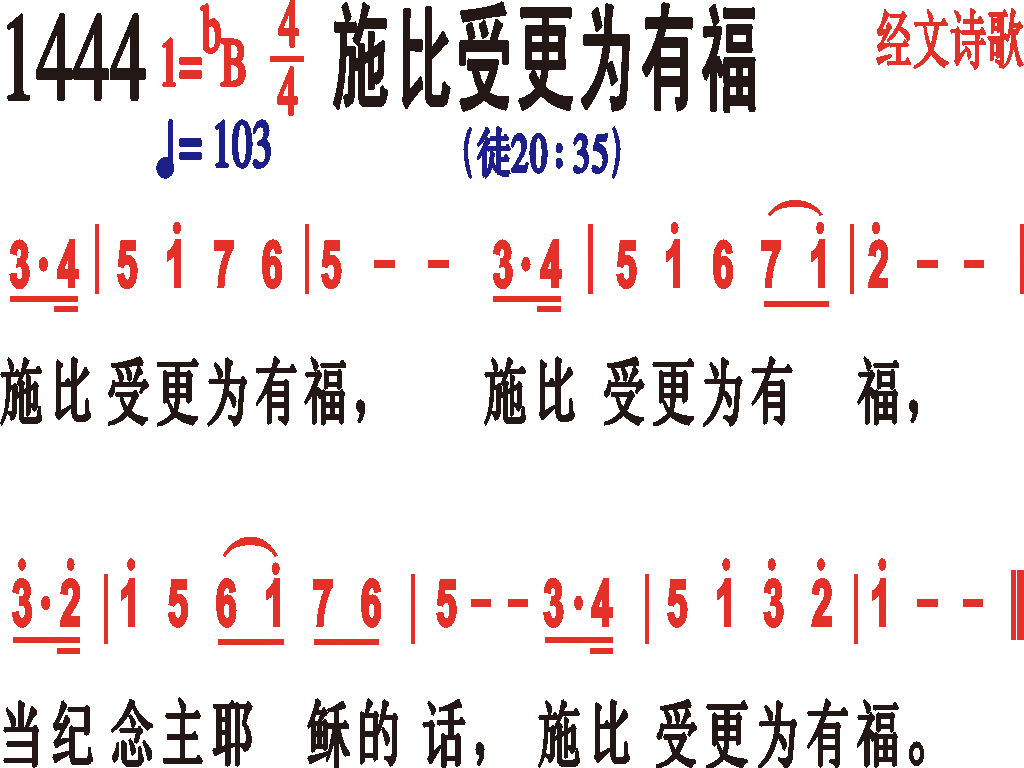 1444 1=bB 4/4 施比受更为有福 经文诗歌
♩=103 (徒20:35)
3·4 | 5 1̇ 7 6 | 5 - - 3·4 | 5 1̇ 6 7 1̇ | 2̇ - - |
施比 受更为有福, 施比 受更为有 福,
3̇·2̇ | 1̇ 5 6 1̇ 7 6 | 5 - - 3·4 | 5 1̇ 3̇ 2̇ | 1̇ - - ‖
当纪 念主耶 稣的 话, 施比 受更为有福。